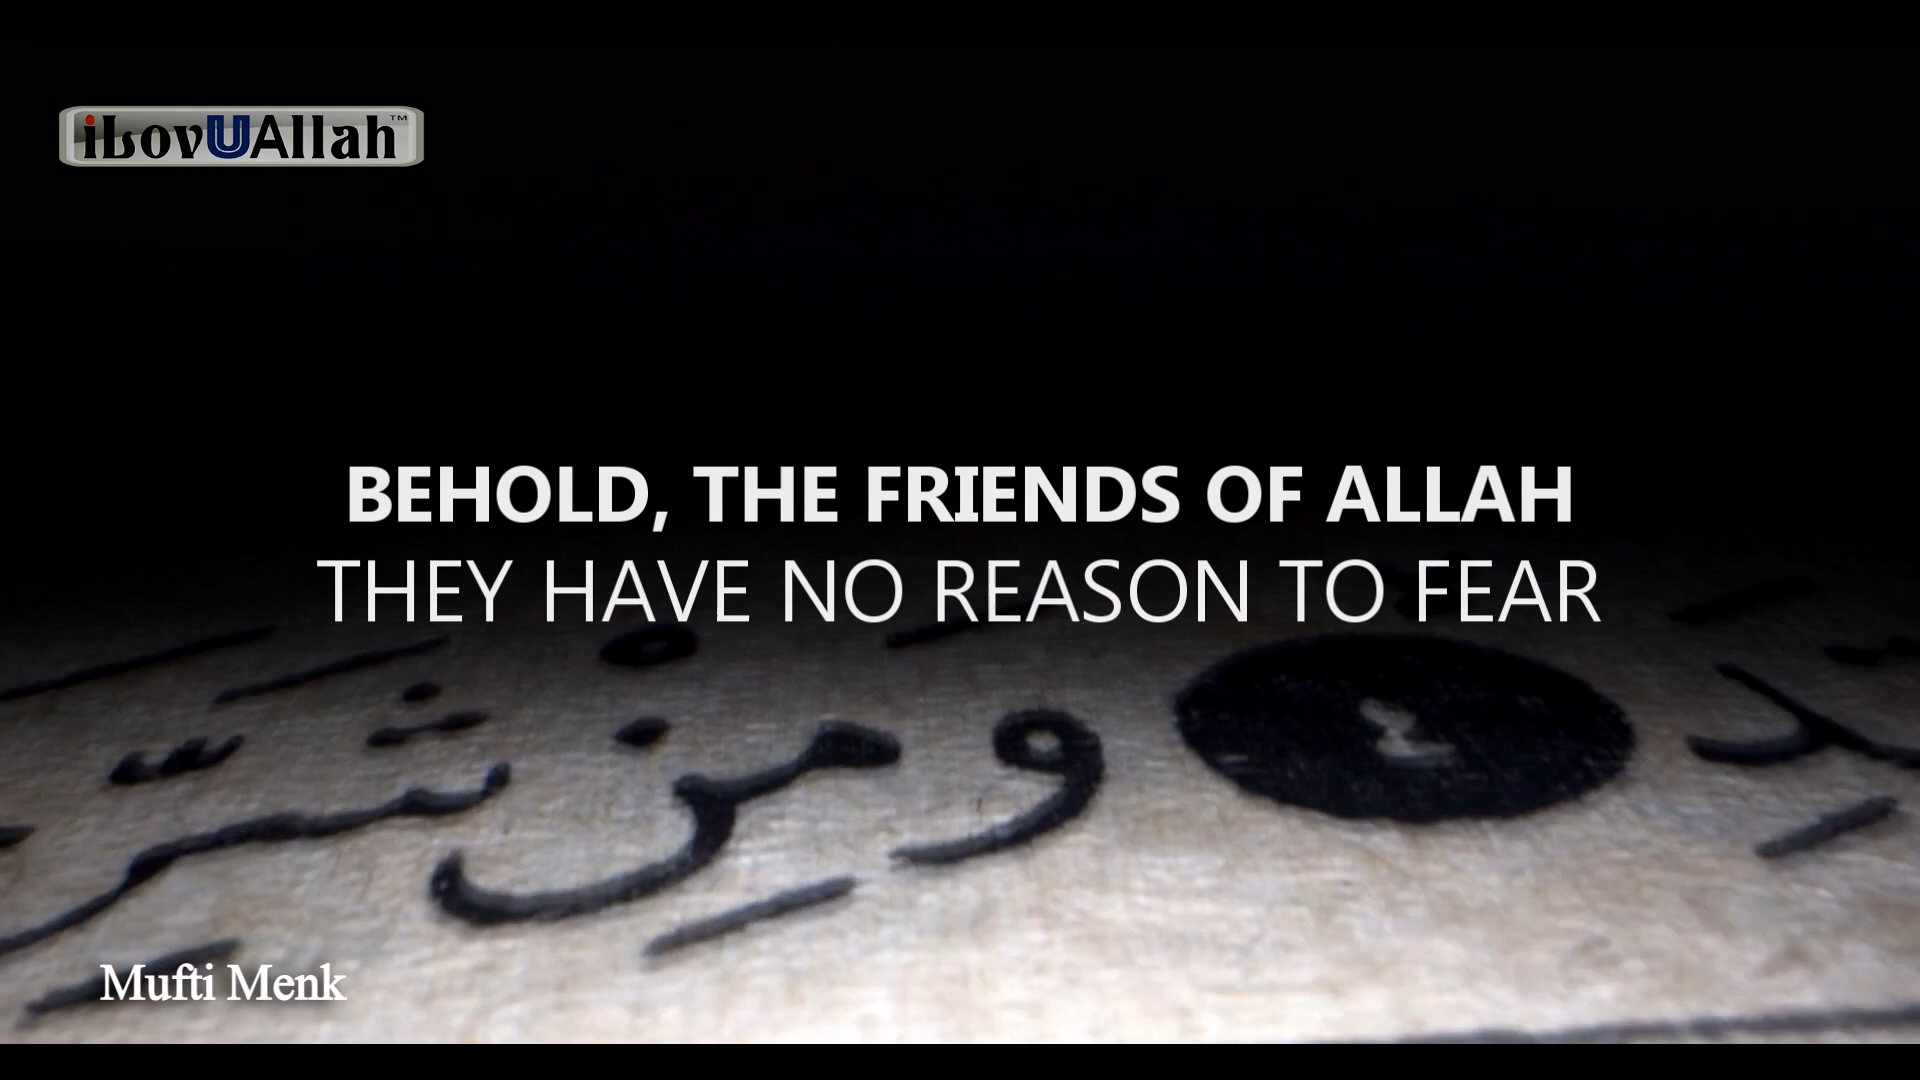 iLovUAllah™
BEHOLD, THE FRIENDS OF ALLAH
THEY HAVE NO REASON TO FEAR
وَمِنْ شَرِّ
Mufti Menk